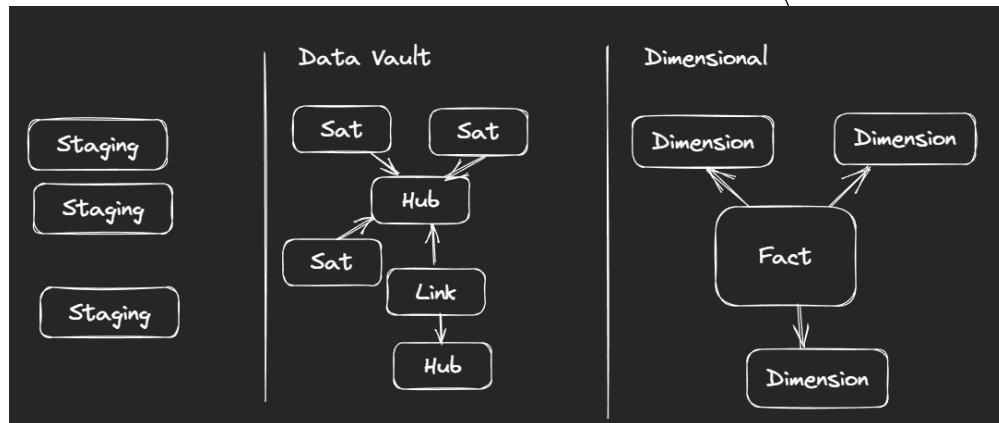 Data Vault
Dimensional
Staging
Staging
Staging
Sat
Sat
Hub
Sat
Link
Hub
Dimension
Dimension
Fact
Dimension